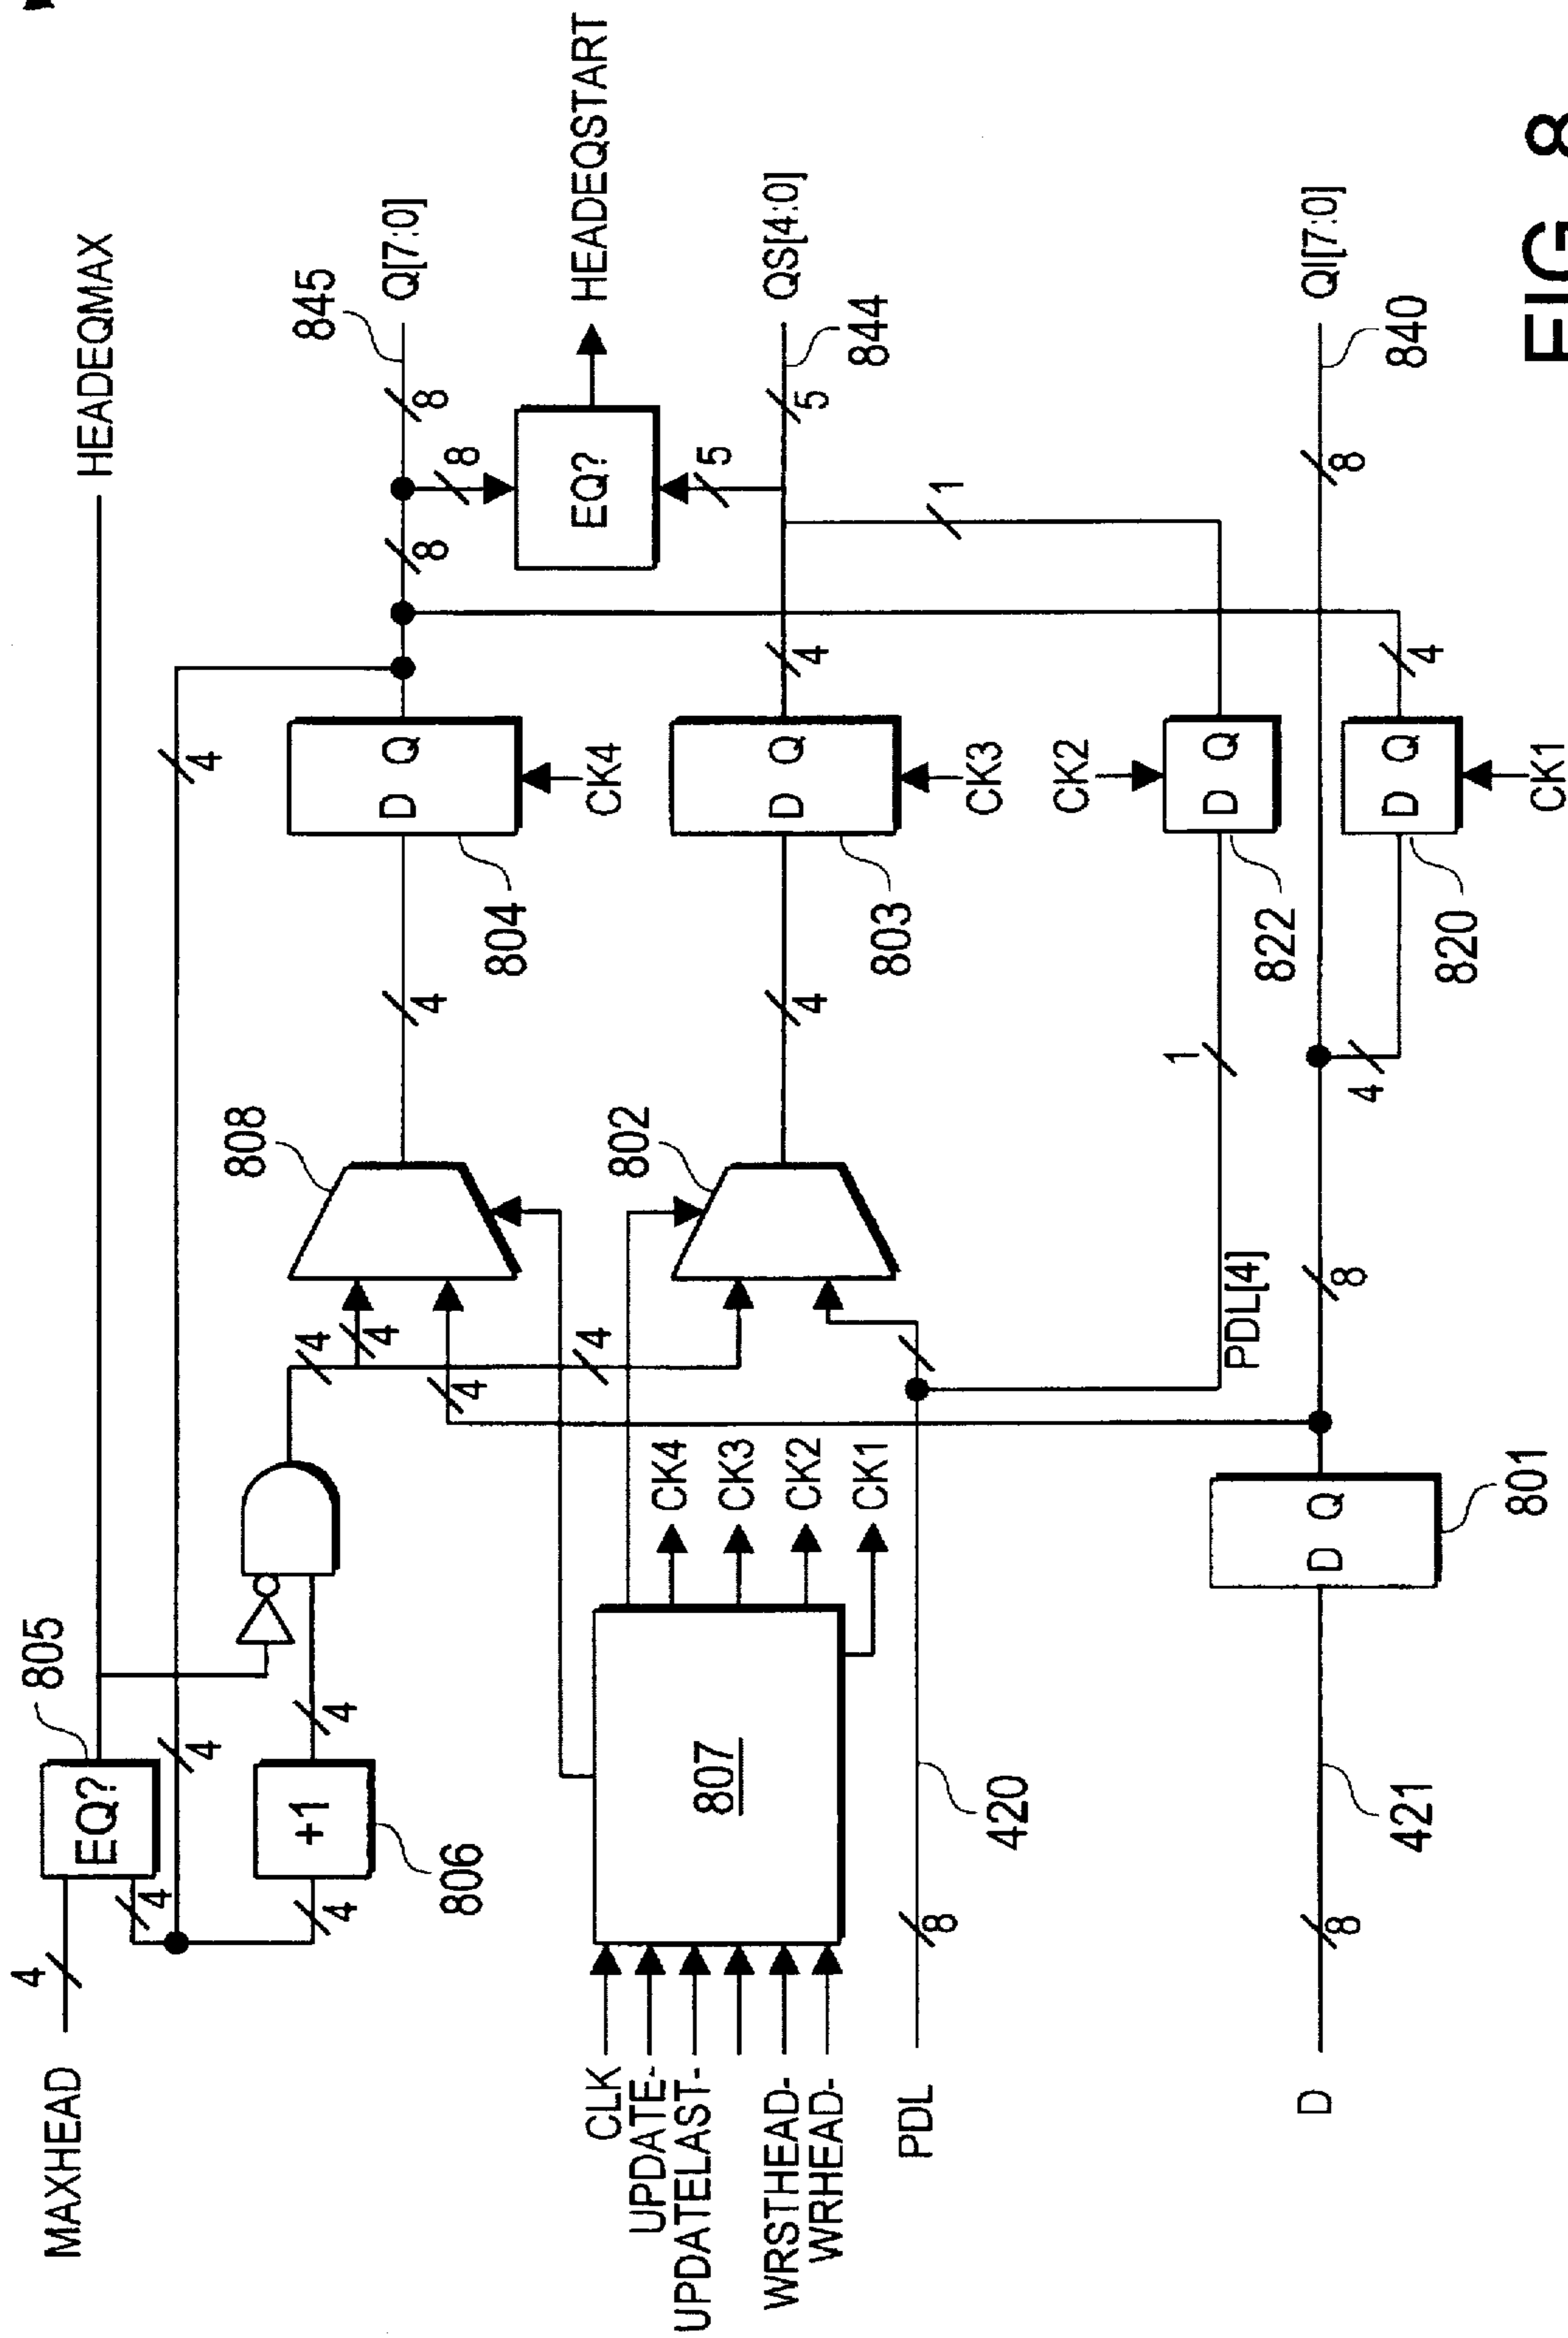 HEADEQMAX
MAXHEAD
4
EQ?
805
4
4
4
+1
806
4
4
4
4
4
4
808
4
D Q
804
CK4
8
8
845
Q[7:0]
8
EQ?
HEADEQSTART
5
CLK
UPDATE-
UPDATELAST-
WRSTHEAD-
WRHEAD-
807
CK4
CK3
CK2
CK1
802
4
D Q
803
CK3
4
5
844
QS[4:0]
PDL
8
420
PDL[4]
1
CK2
D Q
822
1
D
8
421
D Q
801
8
4
D Q
820
CK1
4
8
840
QI[7:0]
FIG. 8